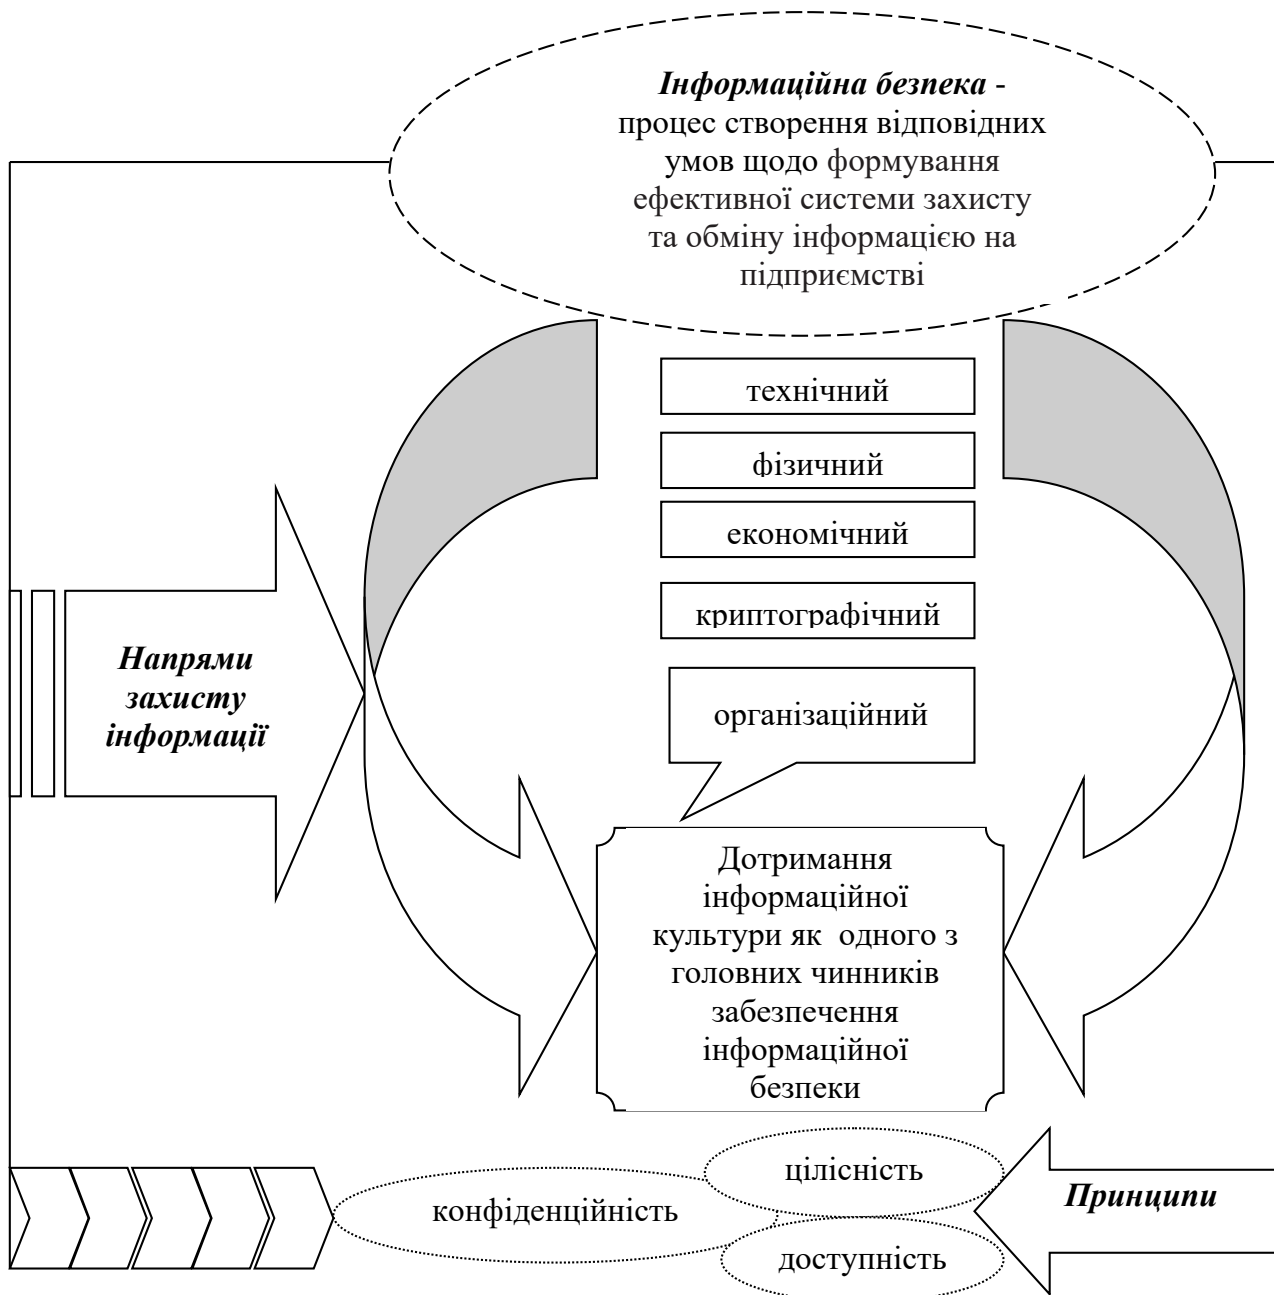 Інформаційна безпека -
процес створення відповідних
умов щодо формування
ефективної системи захисту
та обміну інформацією на
підприємстві
технічний
фізичний
економічний
криптографічний
Напрями
захисту
інформації
організаційний
Дотримання
інформаційної
культури як одного з
головних чинників
забезпечення
інформаційної
безпеки
цілісність
Принципи
конфіденційність
доступність